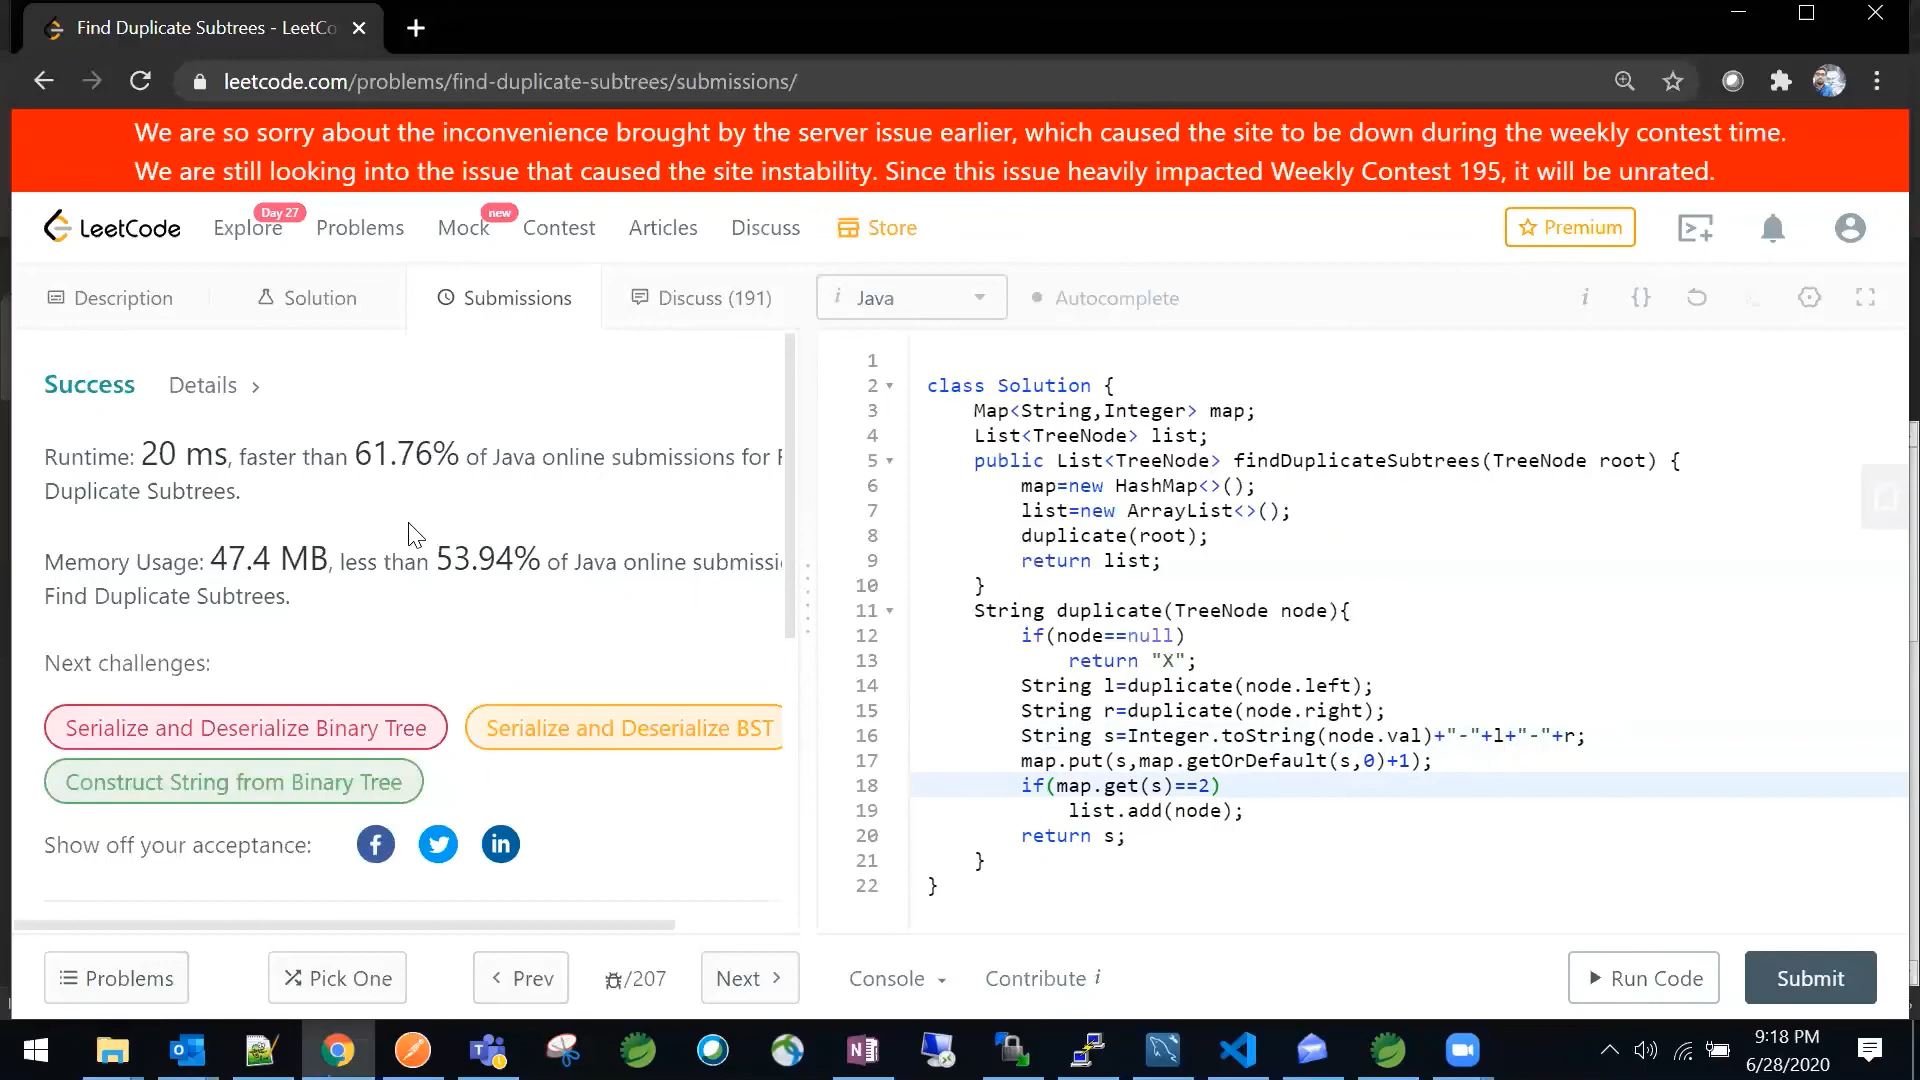 Find Duplicate Subtrees - LeetCo
leetcode.com/problems/find-duplicate-subtrees/submissions/
We are so sorry about the inconvenience brought by the server issue earlier, which caused the site to be down during the weekly contest time.
We are still looking into the issue that caused the site instability. Since this issue heavily impacted Weekly Contest 195, it will be unrated.
LeetCode Explore Day 27 Problems Mock new Contest Articles Discuss Store Premium
Description Solution Submissions Discuss (191) i Java Autocomplete i {}
Success Details >
Runtime: 20 ms, faster than 61.76% of Java online submissions for
Duplicate Subtrees.
Memory Usage: 47.4 MB, less than 53.94% of Java online submissi
Find Duplicate Subtrees.
Next challenges:
Serialize and Deserialize Binary Tree Serialize and Deserialize BST
Construct String from Binary Tree
Show off your acceptance:
1
2 class Solution {
3 Map<String,Integer> map;
4 List<TreeNode> list;
5 public List<TreeNode> findDuplicateSubtrees(TreeNode root) {
6 map=new HashMap<>();
7 list=new ArrayList<>();
8 duplicate(root);
9 return list;
10 }
11 String duplicate(TreeNode node){
12 if(node==null)
13 return "X";
14 String l=duplicate(node.left);
15 String r=duplicate(node.right);
16 String s=Integer.toString(node.val)+"-"+l+"-"+r;
17 map.put(s,map.getOrDefault(s,0)+1);
18 if(map.get(s)==2)
19 list.add(node);
20 return s;
21 }
22 }
Problems Pick One < Prev /207 Next > Console Contribute i Run Code Submit
9:18 PM
6/28/2020